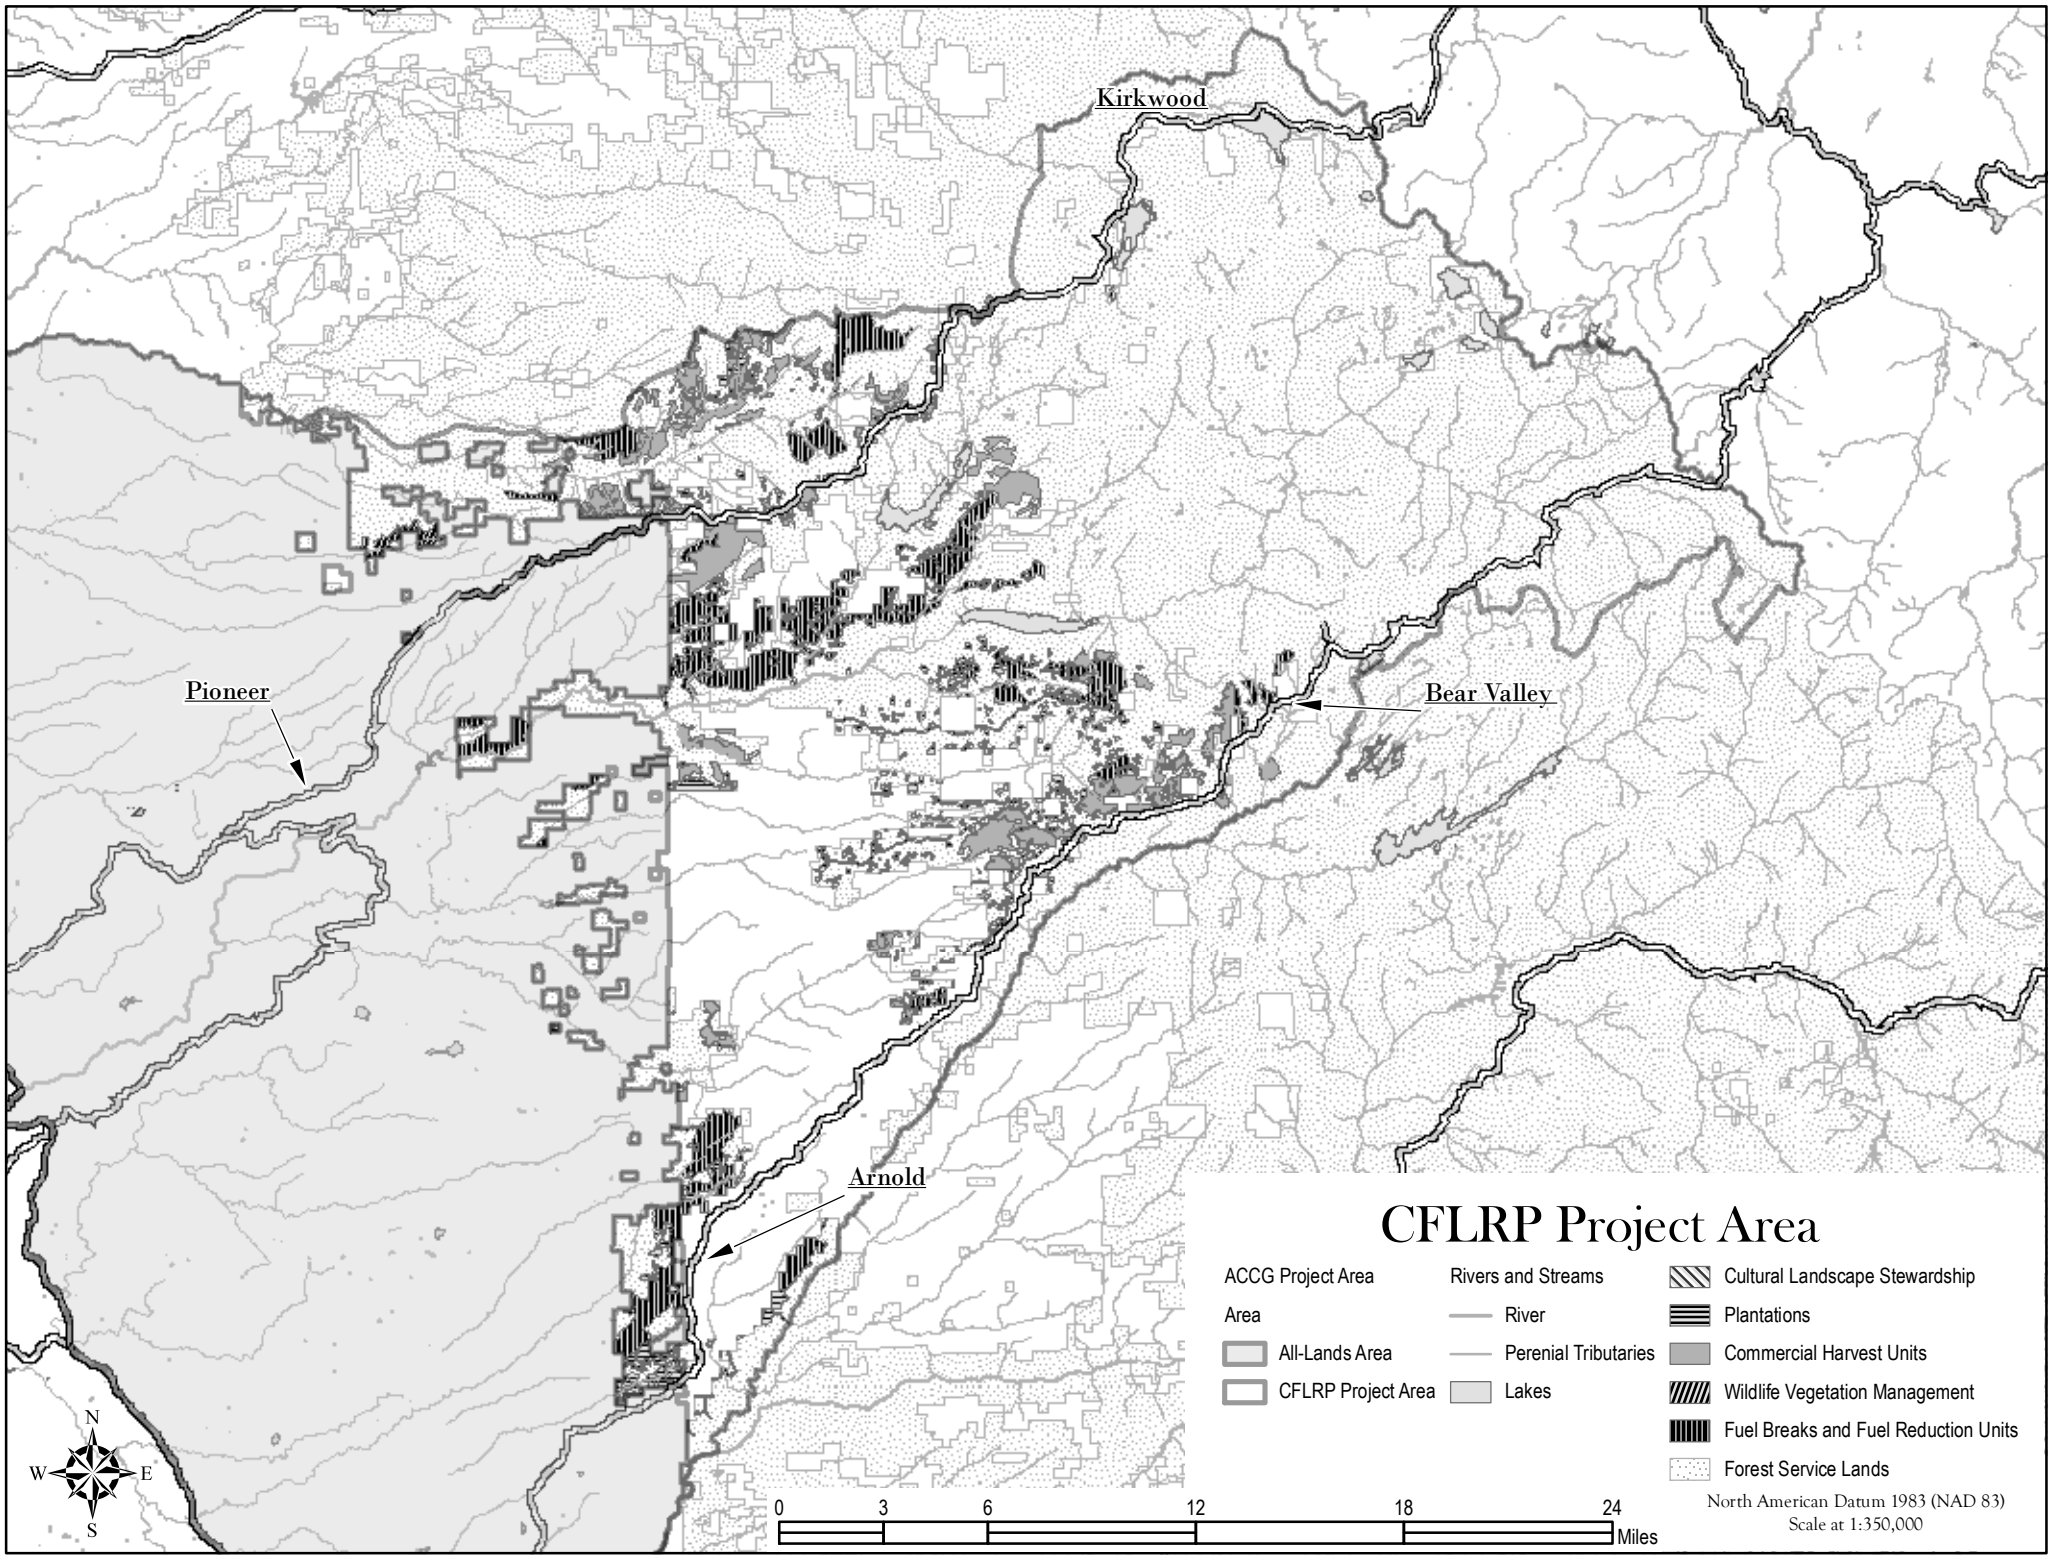 Kirkwood
Pioneer
Bear Valley
Arnold
CFLRP Project Area
ACCG Project Area
Area
All-Lands Area
CFLRP Project Area
Rivers and Streams
River
Perenial Tributaries
Lakes
Cultural Landscape Stewardship
Plantations
Commercial Harvest Units
Wildlife Vegetation Management
Fuel Breaks and Fuel Reduction Units
Forest Service Lands
North American Datum 1983 (NAD 83)
Scale at 1:350,000
N
W E
S
0 3 6 12 18 24
Miles